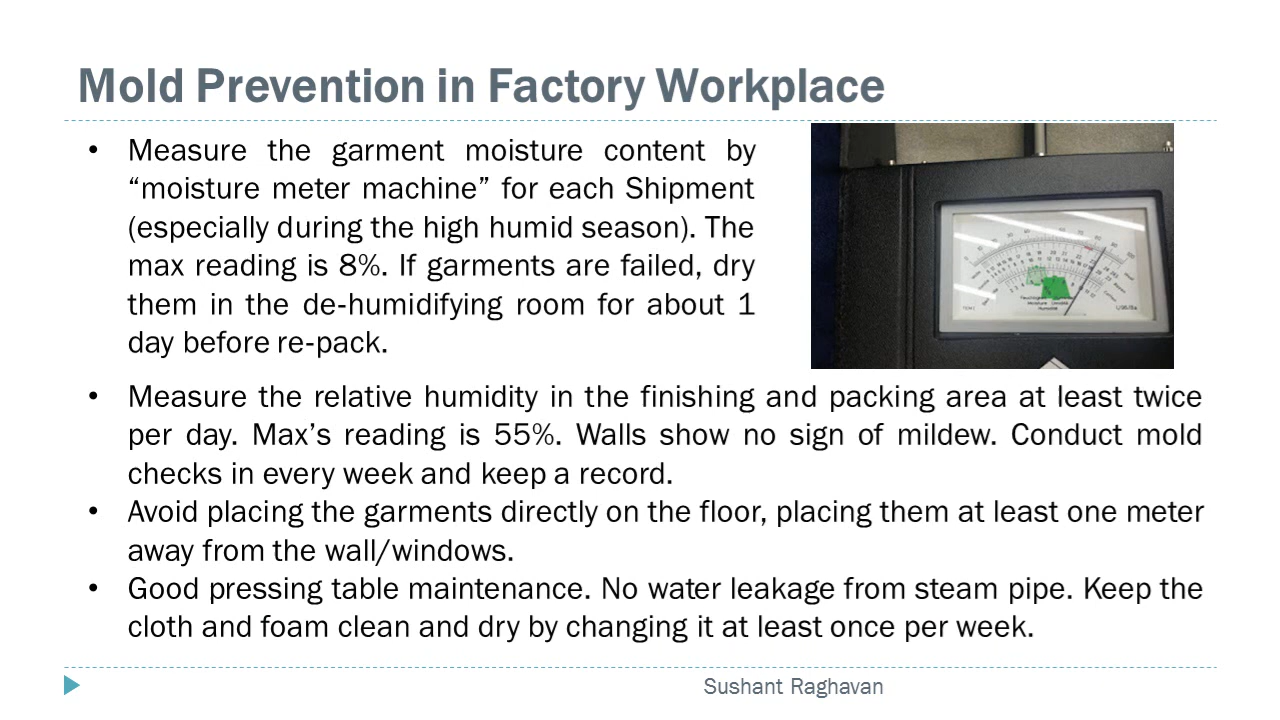 Mold Prevention in Factory Workplace
• Measure the garment moisture content by
“moisture meter machine” for each Shipment
(especially during the high humid season). The
max reading is 8%. If garments are failed, dry
them in the de-humidifying room for about 1
day before re-pack.
• Measure the relative humidity in the finishing and packing area at least twice
per day. Max’s reading is 55%. Walls show no sign of mildew. Conduct mold
checks in every week and keep a record.
• Avoid placing the garments directly on the floor, placing them at least one meter
away from the wall/windows.
• Good pressing table maintenance. No water leakage from steam pipe. Keep the
cloth and foam clean and dry by changing it at least once per week.
Sushant Raghavan